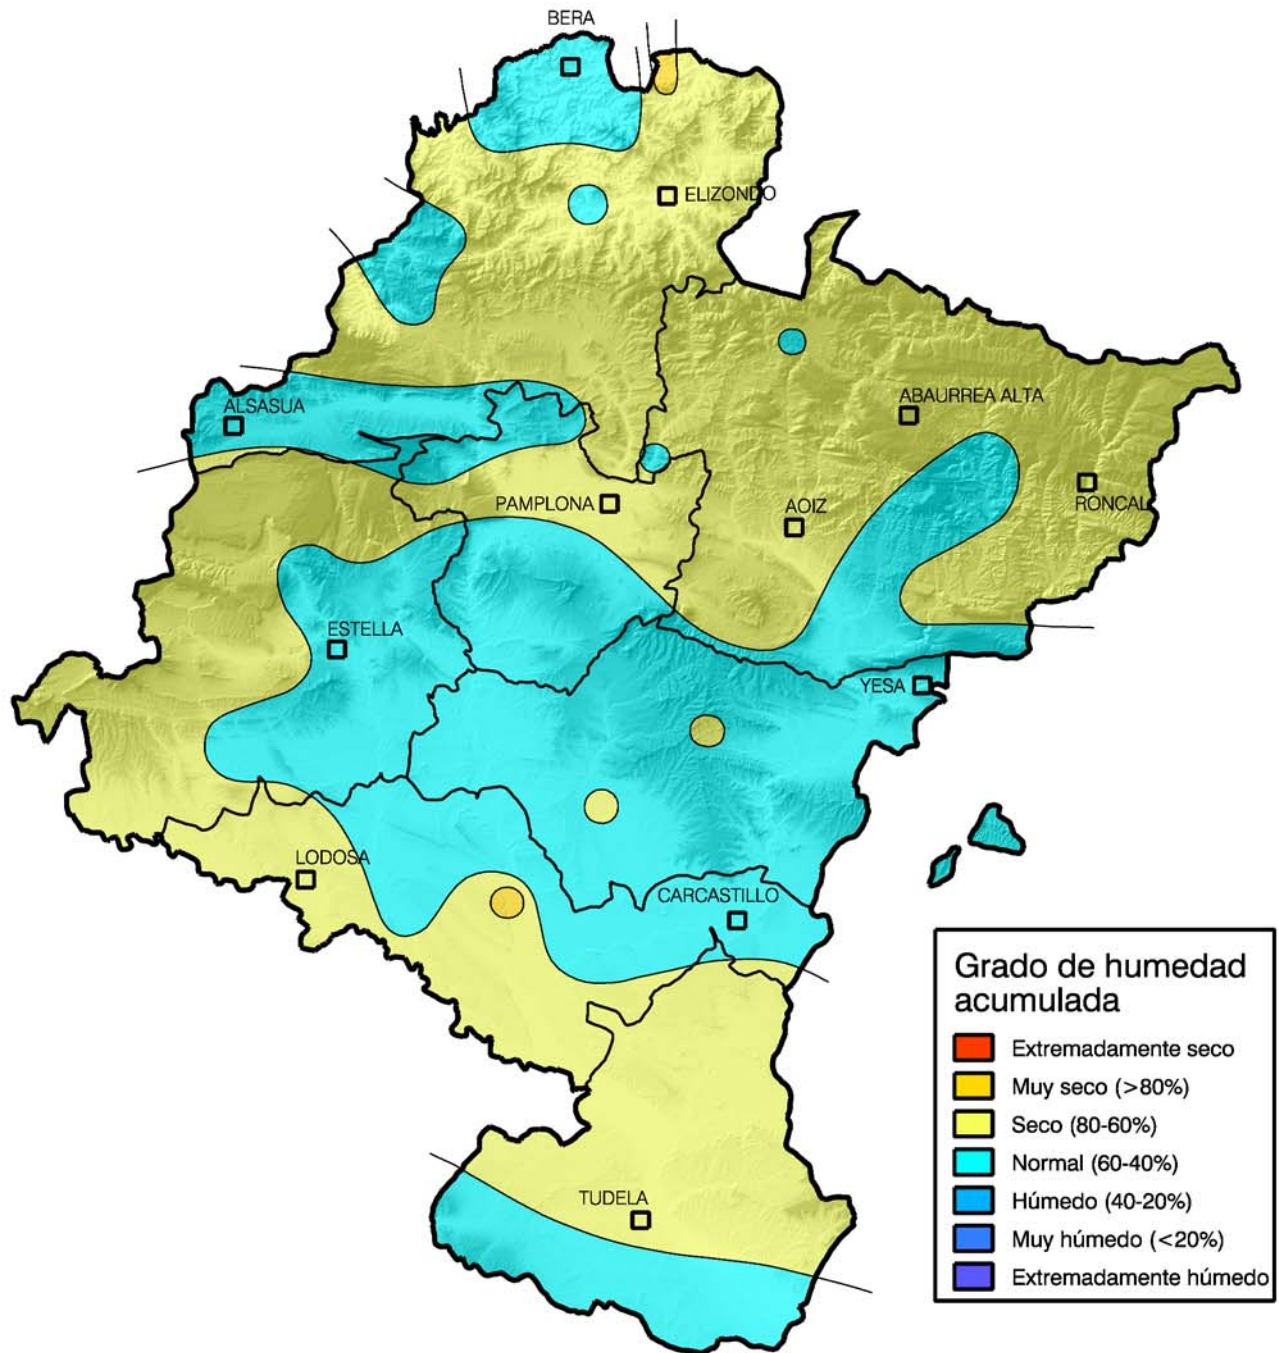 BERA
ELIZONDO
ALSASUA
ABAURREA ALTA
PAMPLONA
AOIZ
RONCAL
ESTELLA
YESA
LODOSA
CARCASTILLO
TUDELA
Grado de humedad
acumulada
Extremadamente seco
Muy seco (>80%)
Seco (80-60%)
Normal (60-40%)
Húmedo (40-20%)
Muy húmedo (<20%)
Extremadamente húmedo